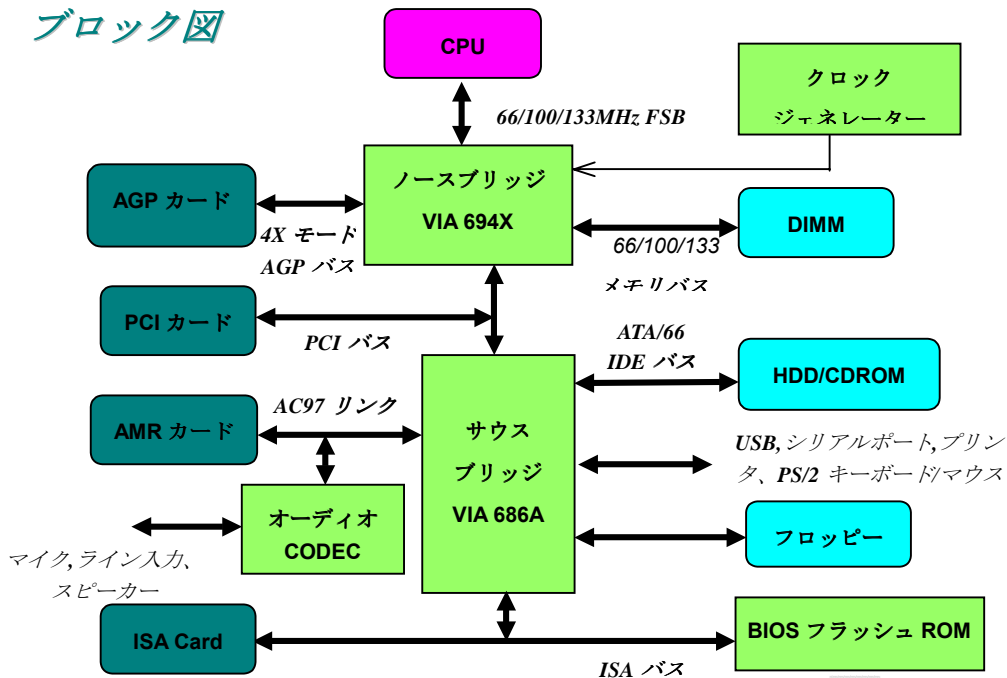 ブロック図
CPU
クロック
ジェネレーター
66/100/133MHz FSB
ノースブリッジ
VIA 694X
AGP カード
4X モード
AGP バス
DIMM
66/100/133
メモリバス
PCI カード
PCI バス
ATA/66
IDE バス
HDD/CDROM
AMR カード
AC97 リンク
サウス
ブリッジ
VIA 686A
USB,シリアルポート,プリン
タ、PS/2 キーボード/マウス
オーディオ
CODEC
マイク,ライン入力、
スピーカー
フロッピー
ISA Card
BIOS フラッシュ ROM
ISA バス